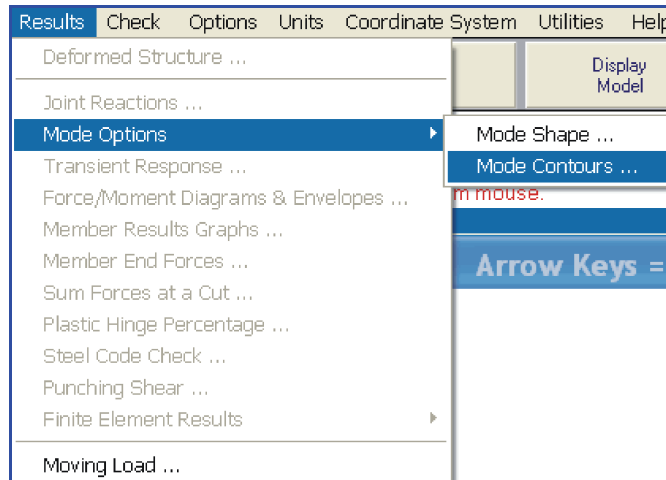 Results Check Options Units Coordinate System Utilities Help
Deformed Structure ...
Display
Model
Joint Reactions ...
Mode Options
Mode Shape ...
Transient Response ...
Mode Contours ...
Force/Moment Diagrams & Envelopes ...
m mouse.
Member Results Graphs ...
Member End Forces ...
Arrow Keys =
Sum Forces at a Cut ...
Plastic Hinge Percentage ...
Steel Code Check ...
Punching Shear ...
Finite Element Results
Moving Load ...